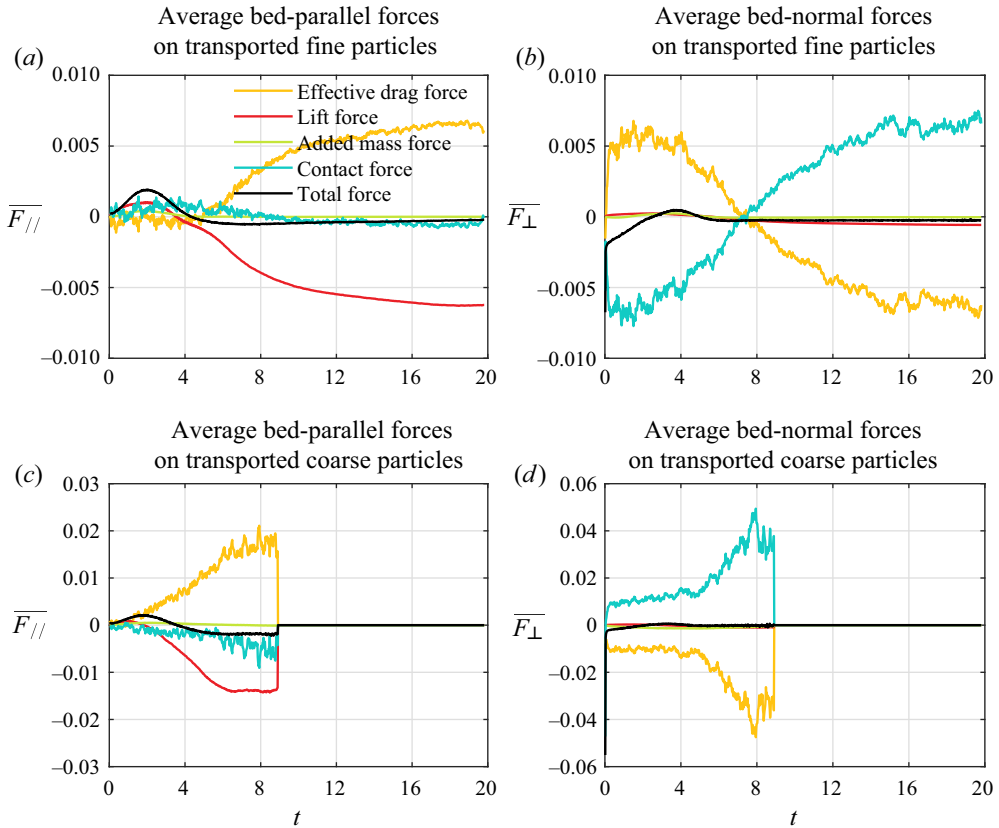 Average bed-parallel forces
on transported fine particles
Average bed-normal forces
on transported fine particles
(a)
(b)
0.010
0.005
0
–0.005
–0.010
F//
Effective drag force
Lift force
Added mass force
Contact force
Total force
0 4 8 12 16 20
0.010
0.005
0
0.005
–0.010
F⊥
0 4 8 12 16 20
Average bed-parallel forces
on transported coarse particles
Average bed-normal forces
on transported coarse particles
(c)
(d)
0.03
0.02
0.01
0
–0.01
–0.02
–0.03
F//
0 4 8 12 16 20
t
0.06
0.04
0.02
0
–0.02
–0.04
–0.06
F⊥
0 4 8 12 16 20
t